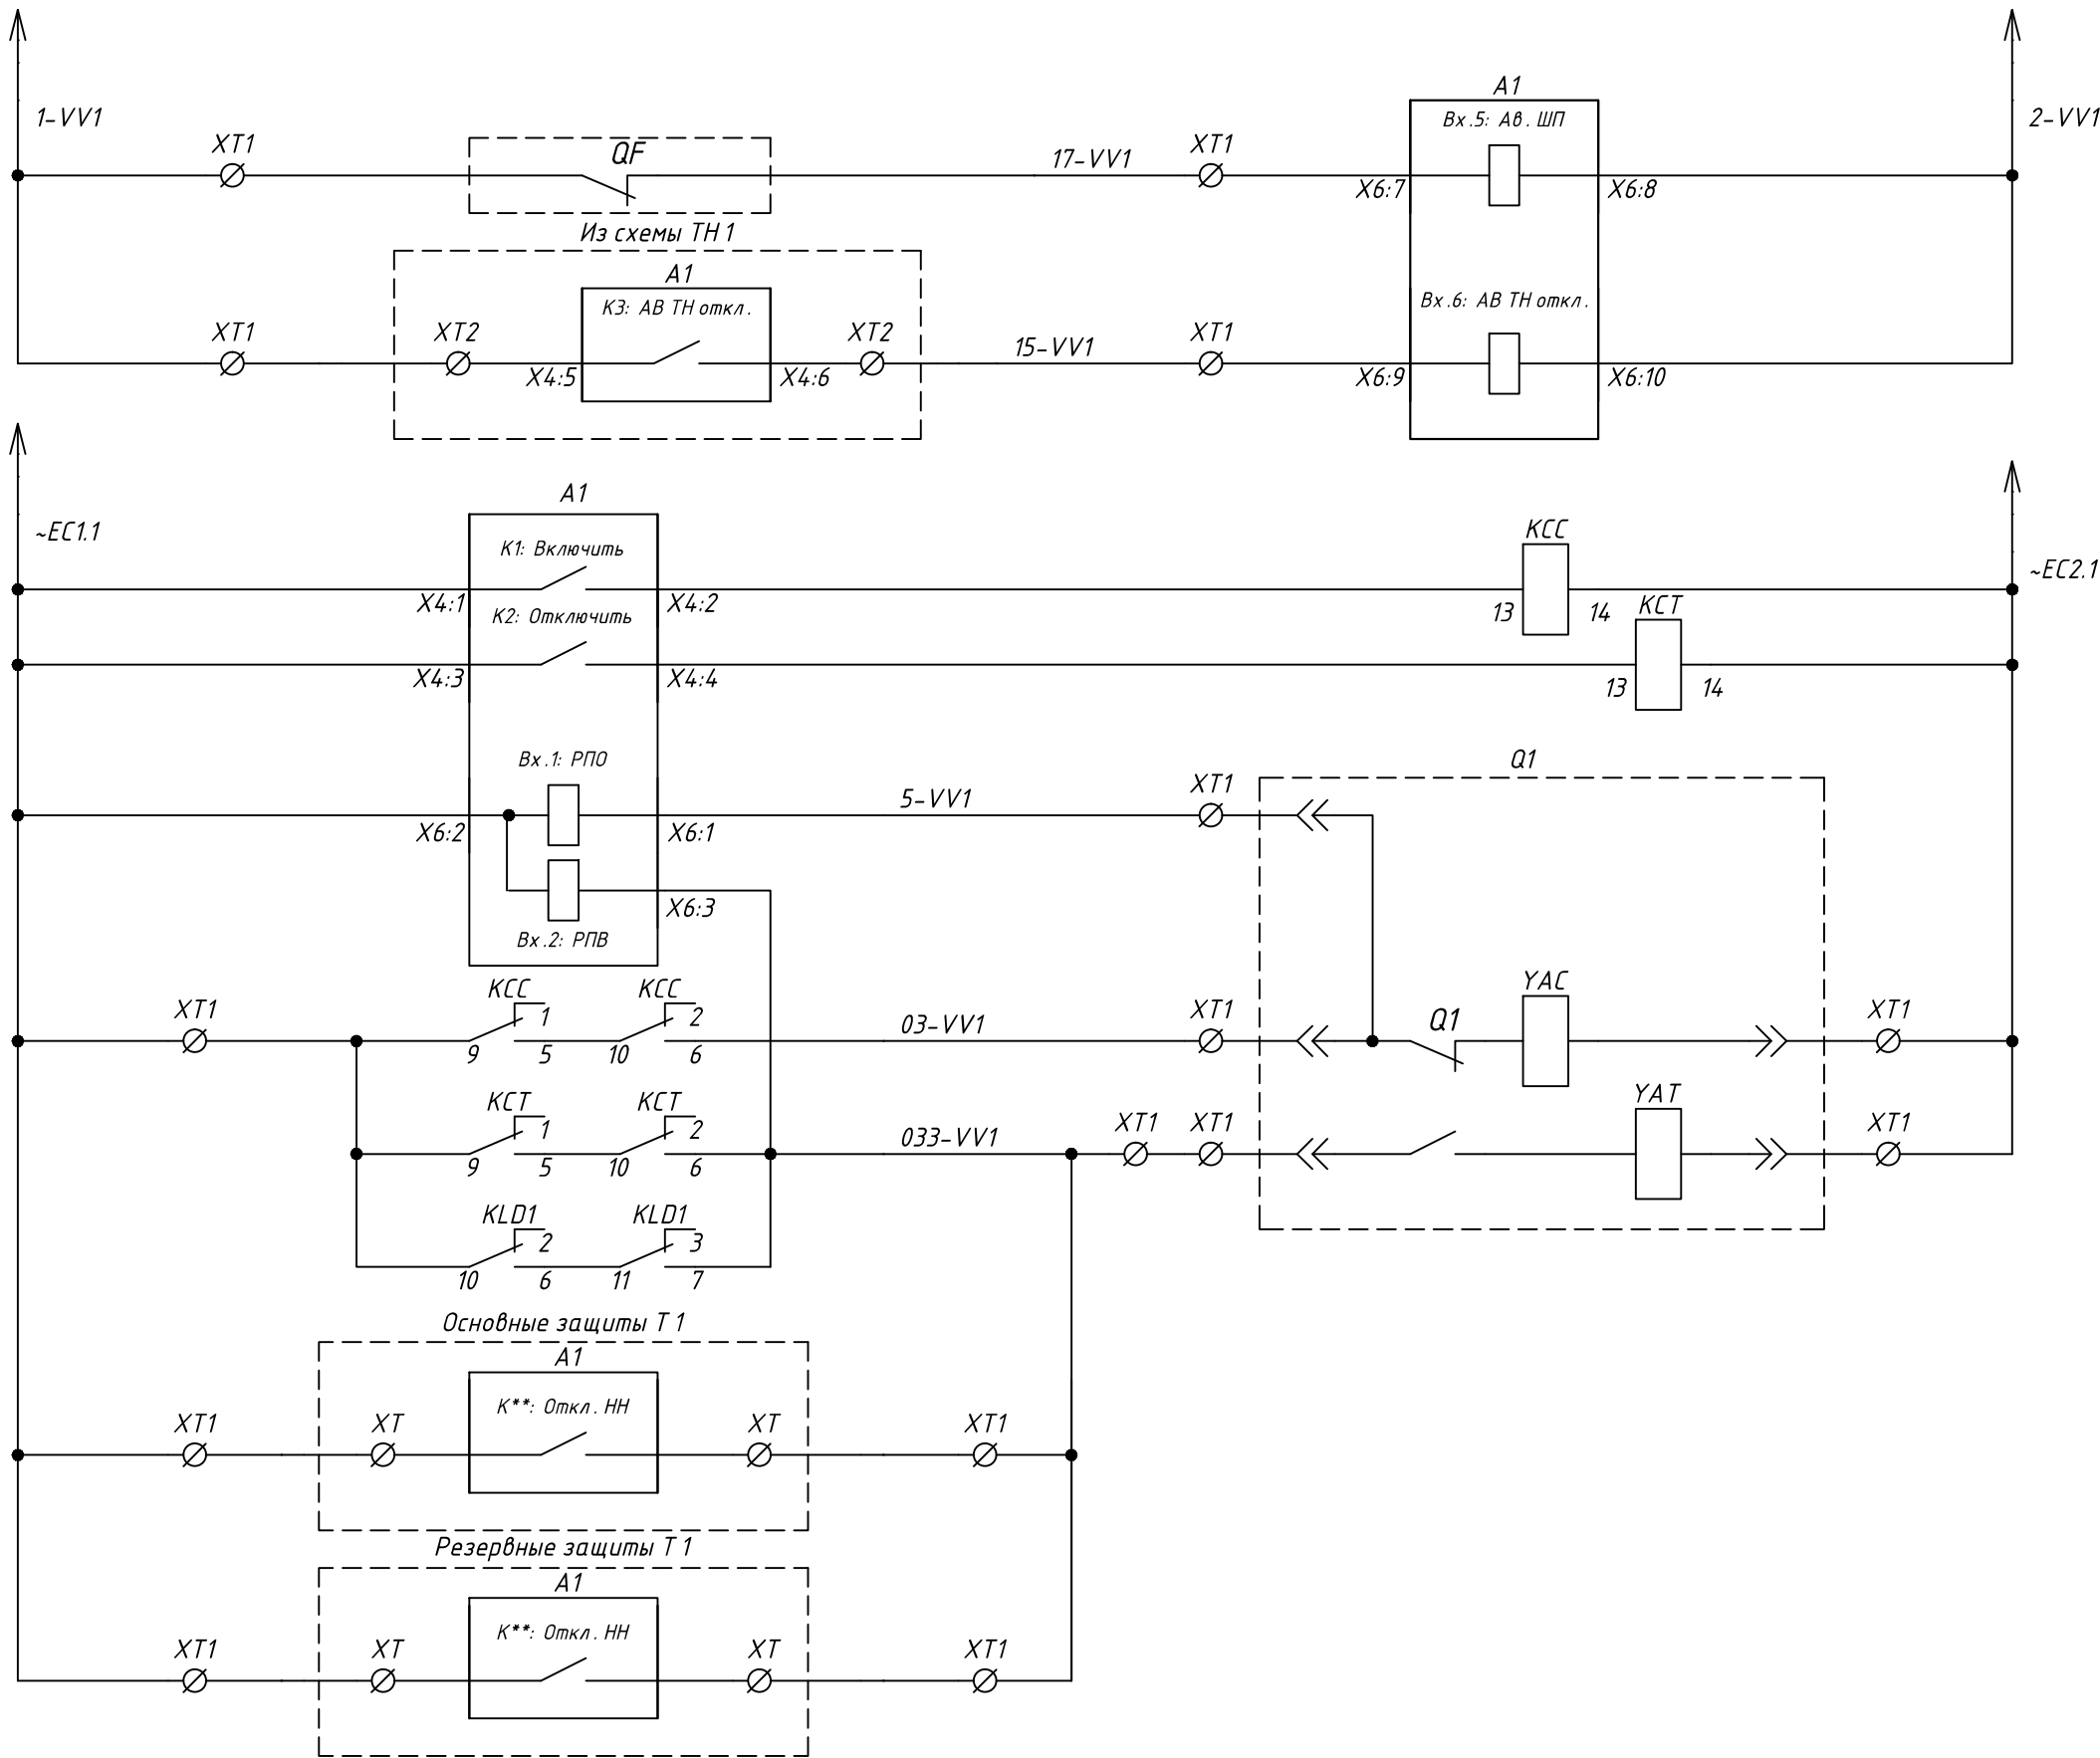 1-VV1
2-VV1
A1
Вх.5: Ав. ШП
XT1
QF
17-VV1
XT1
X6:7
X6:8
Из схемы ТН 1
A1
К3: АВ ТН откл.
Вх.6: АВ ТН откл.
XT1
XT2
XT2
15-VV1
XT1
X4:5
X4:6
X6:9
X6:10
~EC1.1
~EC2.1
A1
К1: Включить
KCC
X4:1
X4:2
13
14
К2: Отключить
KCT
X4:3
X4:4
13
14
Вх.1: РПО
Q1
5-VV1
XT1
X6:2
X6:1
X6:3
Вх.2: РПВ
XT1
KCC
1
KCC
2
03-VV1
XT1
Q1
YAC
XT1
9
5
10
6
KCT
1
KCT
2
033-VV1
XT1
XT1
YAT
XT1
9
5
10
6
KLD1
2
KLD1
3
10
6
11
7
Основные защиты Т 1
A1
К**: Откл. НН
XT1
XT
XT
XT1
Резервные защиты Т 1
A1
К**: Откл. НН
XT1
XT
XT
XT1